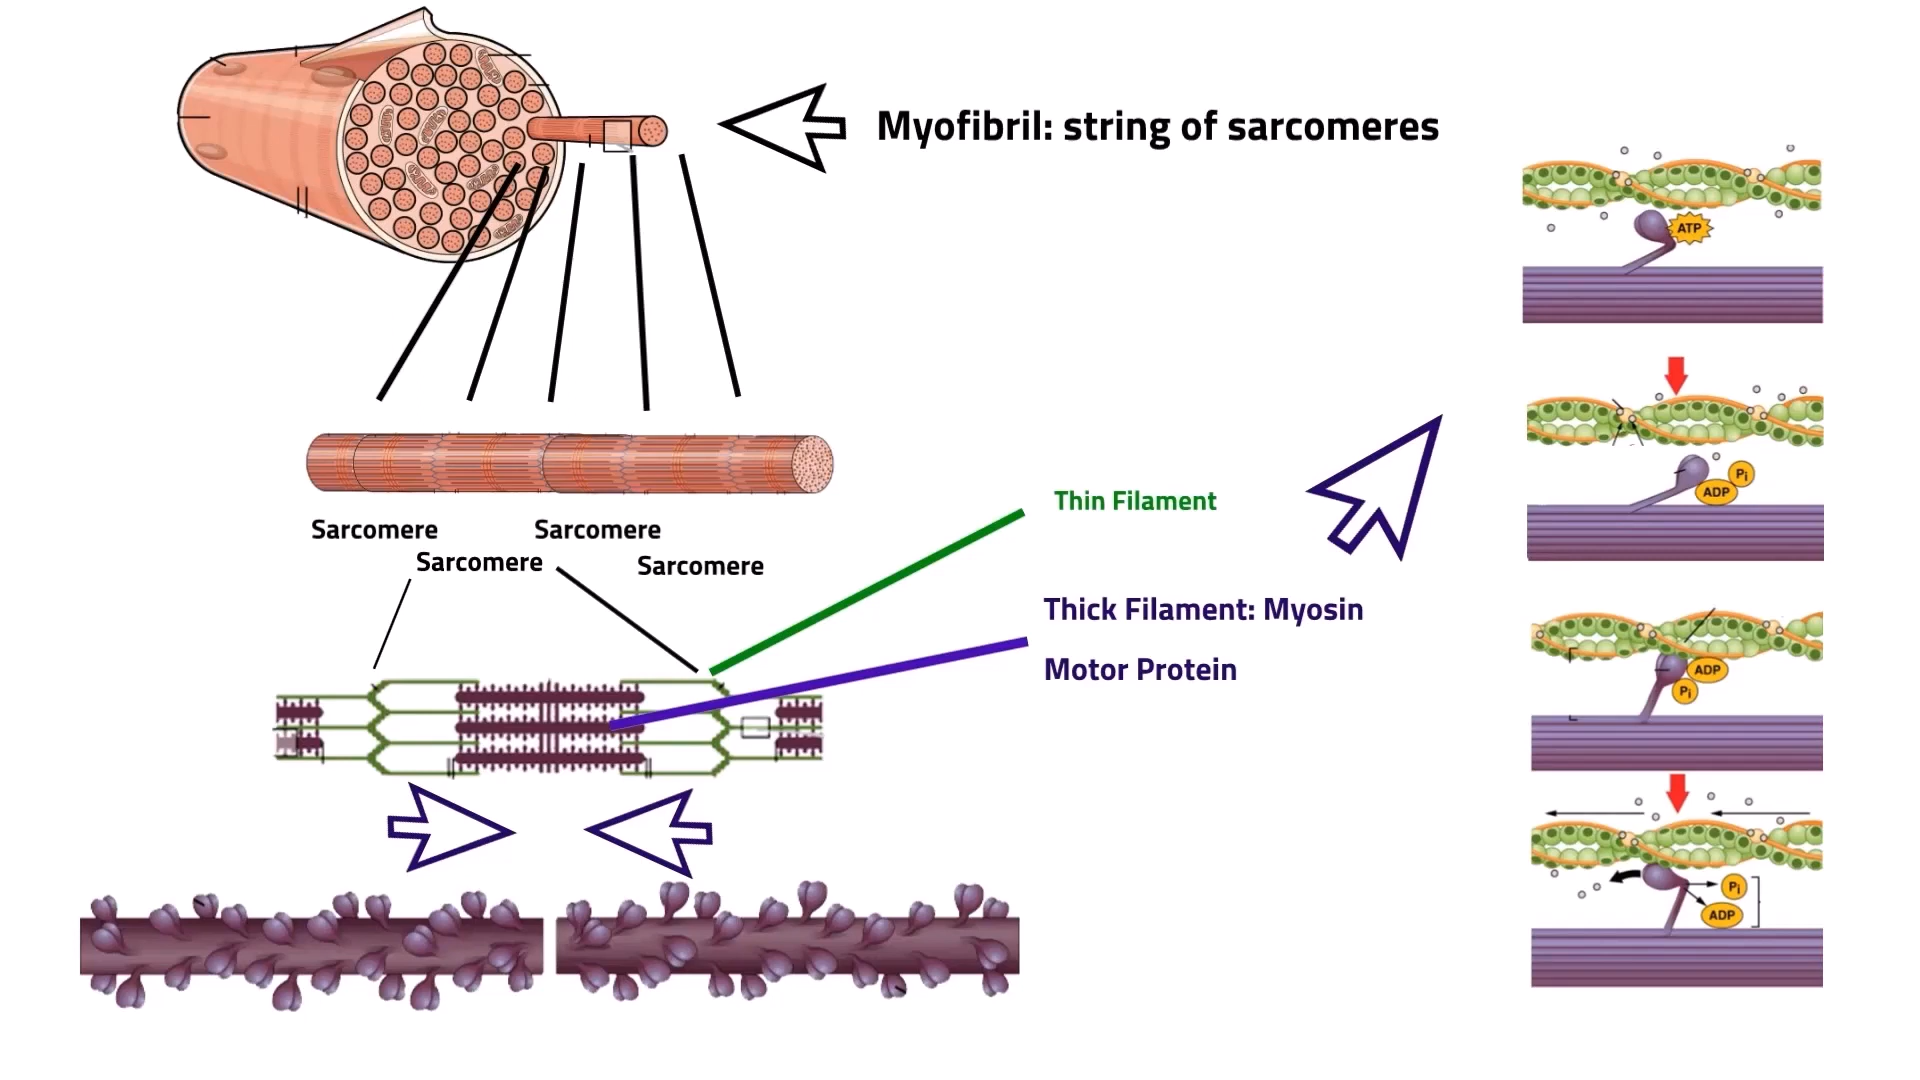 Myofibril: string of sarcomeres
Sarcomere
Sarcomere
Sarcomere
Sarcomere
Thin Filament
Thick Filament: Myosin
Motor Protein
ATP
Pi
ADP
ADP
Pi
Pi
ADP